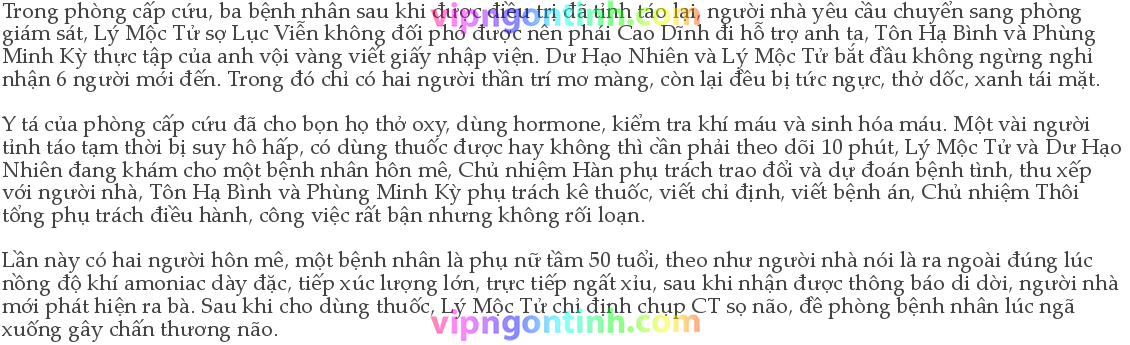 Trong phòng cấp cứu, ba bệnh nhân sau khi được điều trị đã tỉnh táo lại, người nhà yêu cầu chuyển sang phòng
giám sát, Lý Mộc Tử sợ Lục Viễn không đối phó được nên phái Cao Dĩnh đi hỗ trợ anh ta, Tôn Hạ Bình và Phùng
Minh Kỳ thực tập của anh vội vàng viết giấy nhập viện. Dư Hạo Nhiên và Lý Mộc Tử bắt đầu không ngừng nghỉ
nhận 6 người mới đến. Trong đó chỉ có hai người thần trí mơ màng, còn lại đều bị tức ngực, thở dốc, xanh tái mặt.
Y tá của phòng cấp cứu đã cho bọn họ thở oxy, dùng hormone, kiểm tra khí máu và sinh hóa máu. Một vài người
tỉnh táo tạm thời bị suy hô hấp, có dùng thuốc được hay không thì cần phải theo dõi 10 phút, Lý Mộc Tử và Dư Hạo
Nhiên đang khám cho một bệnh nhân hôn mê, Chủ nhiệm Hàn phụ trách trao đổi và dự đoán bệnh tình, thu xếp
với người nhà, Tôn Hạ Bình và Phùng Minh Kỳ phụ trách kê thuốc, viết chỉ định, viết bệnh án, Chủ nhiệm Thôi
tổng phụ trách điều hành, công việc rất bận nhưng không rối loạn.
Lần này có hai người hôn mê, một bệnh nhân là phụ nữ tầm 50 tuổi, theo như người nhà nói là ra ngoài đúng lúc
nồng độ khí amoniac dày đặc, tiếp xúc lượng lớn, trực tiếp ngất xỉu, sau khi nhận được thông báo di dời, người nhà
mới phát hiện ra bà. Sau khi cho dùng thuốc, Lý Mộc Tử chỉ định chụp CT sọ não, đề phòng bệnh nhân lúc ngã
xuống gây chấn thương não.
vipngontinh.com
vipngontinh.com